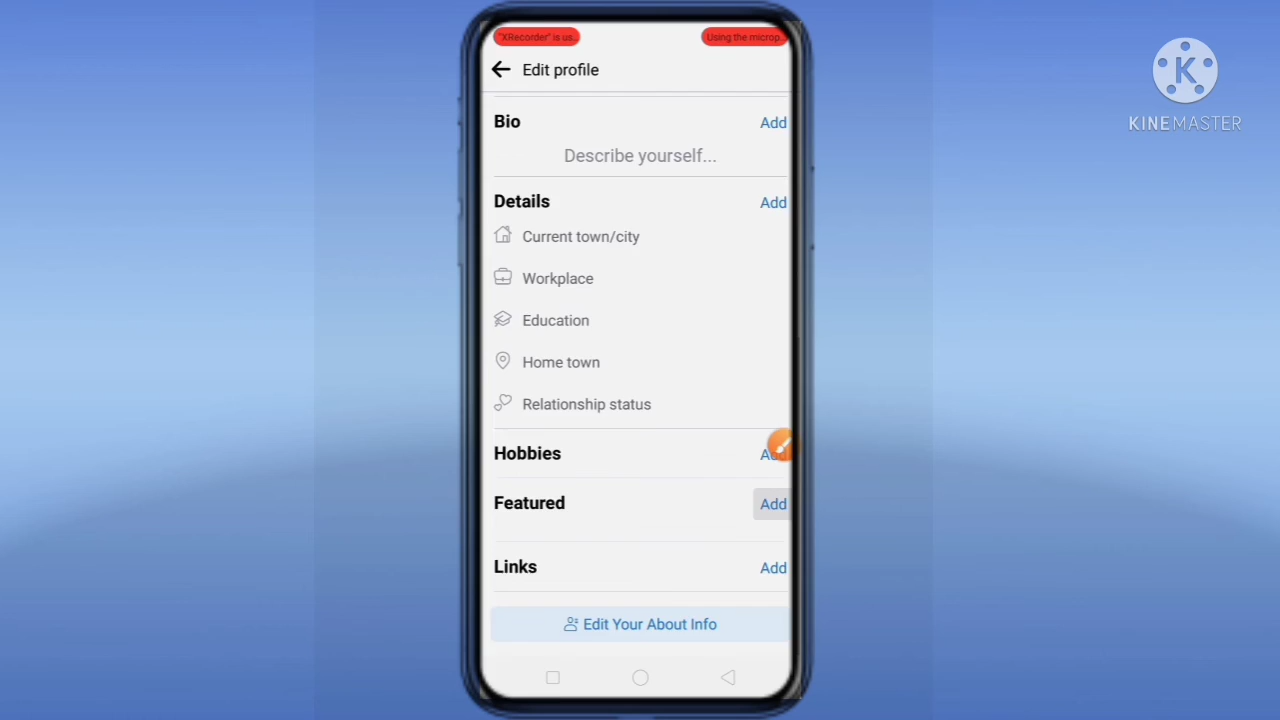 "XRecorder" is us..
Using the microp..
Edit profile
KINEMASTER
Bio
Add
Describe yourself...
Details
Add
Current town/city
Workplace
Education
Home town
Relationship status
Hobbies
Add
Featured
Add
Links
Add
Edit Your About Info